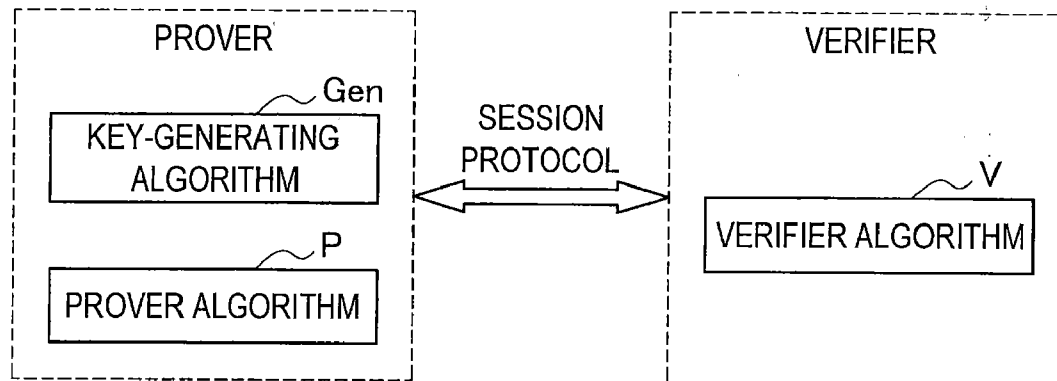 PROVER
Gen
KEY-GENERATING
ALGORITHM
P
PROVER ALGORITHM
SESSION
PROTOCOL
VERIFIER
V
VERIFIER ALGORITHM